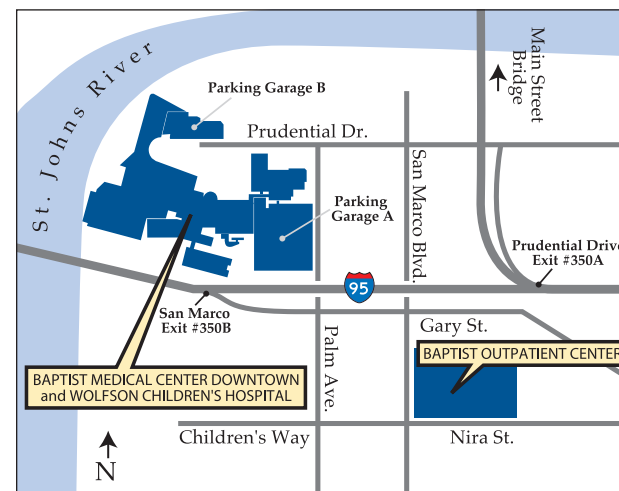 St. Johns River
Parking Garage B
Main Street
Bridge
Prudential Dr.
San Marco Blvd.
Parking
Garage A
Prudential Drive
Exit #350A
95
San Marco
Exit #350B
Gary St.
Palm Ave.
BAPTIST OUTPATIENT CENTER
BAPTIST MEDICAL CENTER DOWNTOWN
and WOLFSON CHILDREN'S HOSPITAL
Children's Way
Nira St.
N